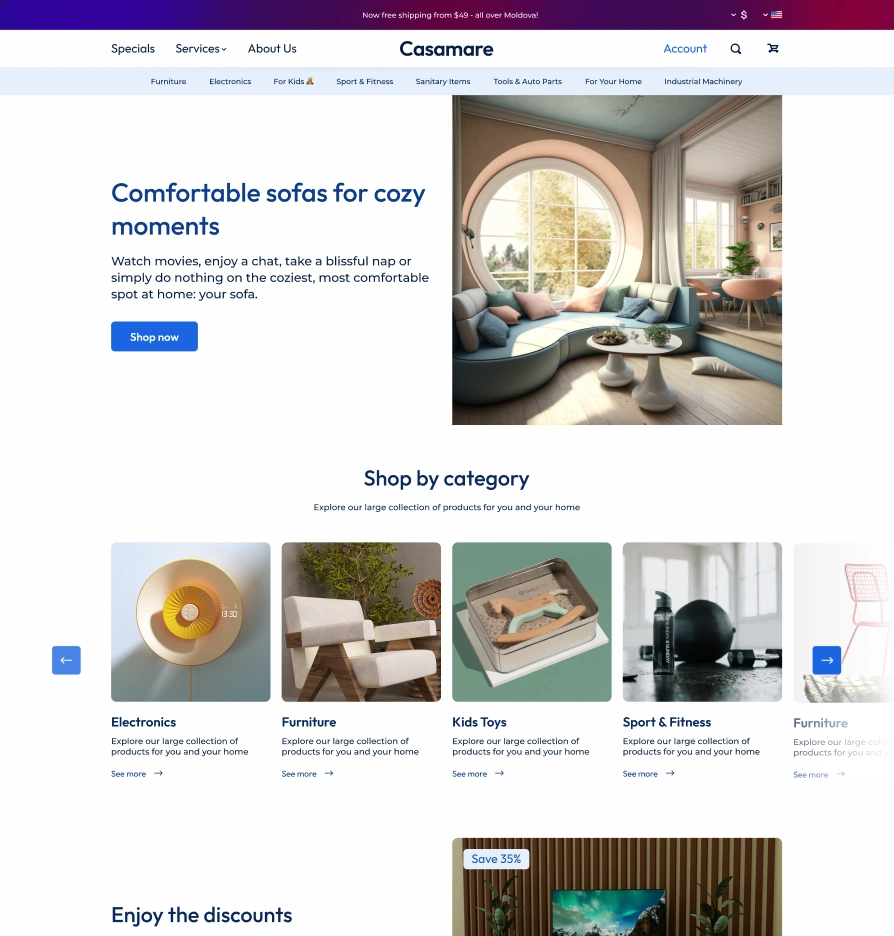 Now free shipping from $49 - all over Moldova!
$
Specials
Services
About Us
Casamare
Account
Furniture
Electronics
For Kids🧸
Sport & Fitness
Sanitary Items
Tools & Auto Parts
For Your Home
Industrial Machinery
Comfortable sofas for cozy
moments
Watch movies, enjoy a chat, take a blissful nap or
simply do nothing on the coziest, most comfortable
spot at home: your sofa.
Shop now
Shop by category
Explore our large collection of products for you and your home
13:30
Electronics
Explore our large collection of
products for you and your home
See more →
Furniture
Explore our large collection of
products for you and your home
See more →
Kids Toys
Explore our large collection of
products for you and your home
See more →
Sport & Fitness
Explore our large collection of
products for you and your home
See more →
Furniture
Explore our large
products for you and
See more →
Save 35%
Enjoy the discounts